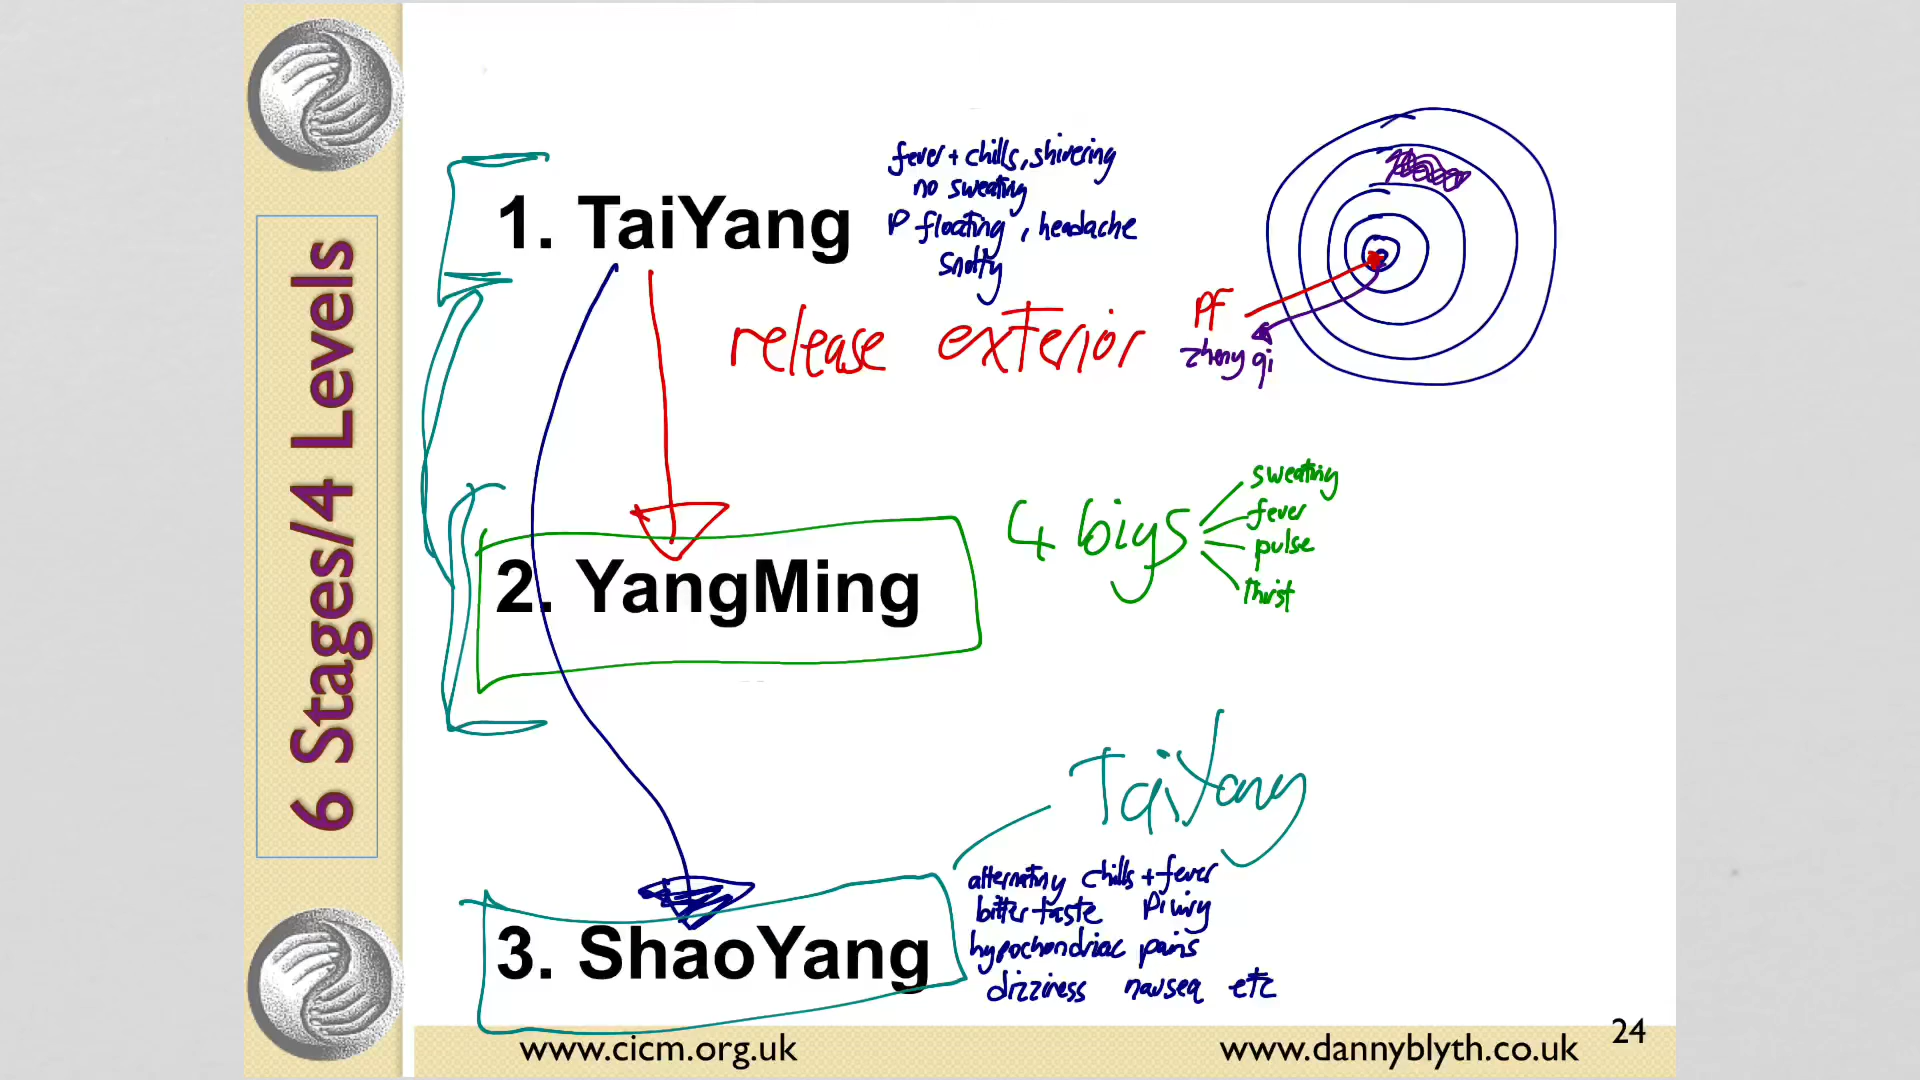 6 Stages/4 Levels
1. TaiYang
fever + chills, shivering
no sweating
P floating, headache
snotty
release exterior
PF
zheng qi
2. YangMing
4 bigs
sweating
fever
pulse
thirst
TaiYang
3. ShaoYang
alternating chills + fever
bitter taste P wiry
hypochondriac pains
dizziness nausea etc
24
www.cicm.org.uk
www.dannyblyth.co.uk